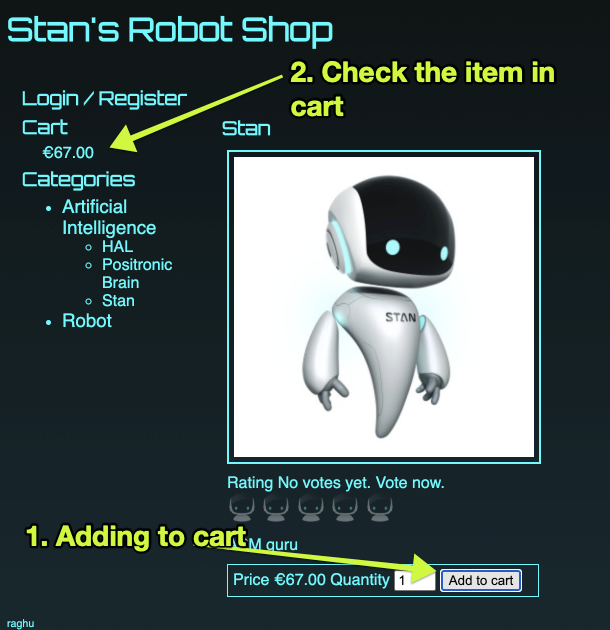 Stan's Robot Shop
2. Check the item in
cart
Login / Register
Cart
€67.00
Categories
Artificial
Intelligence
HAL
Positronic
Brain
Stan
Robot
Stan
STAN
Rating No votes yet. Vote now.
1. Adding to cart
guru
Price €67.00 Quantity 1 Add to cart
raghu